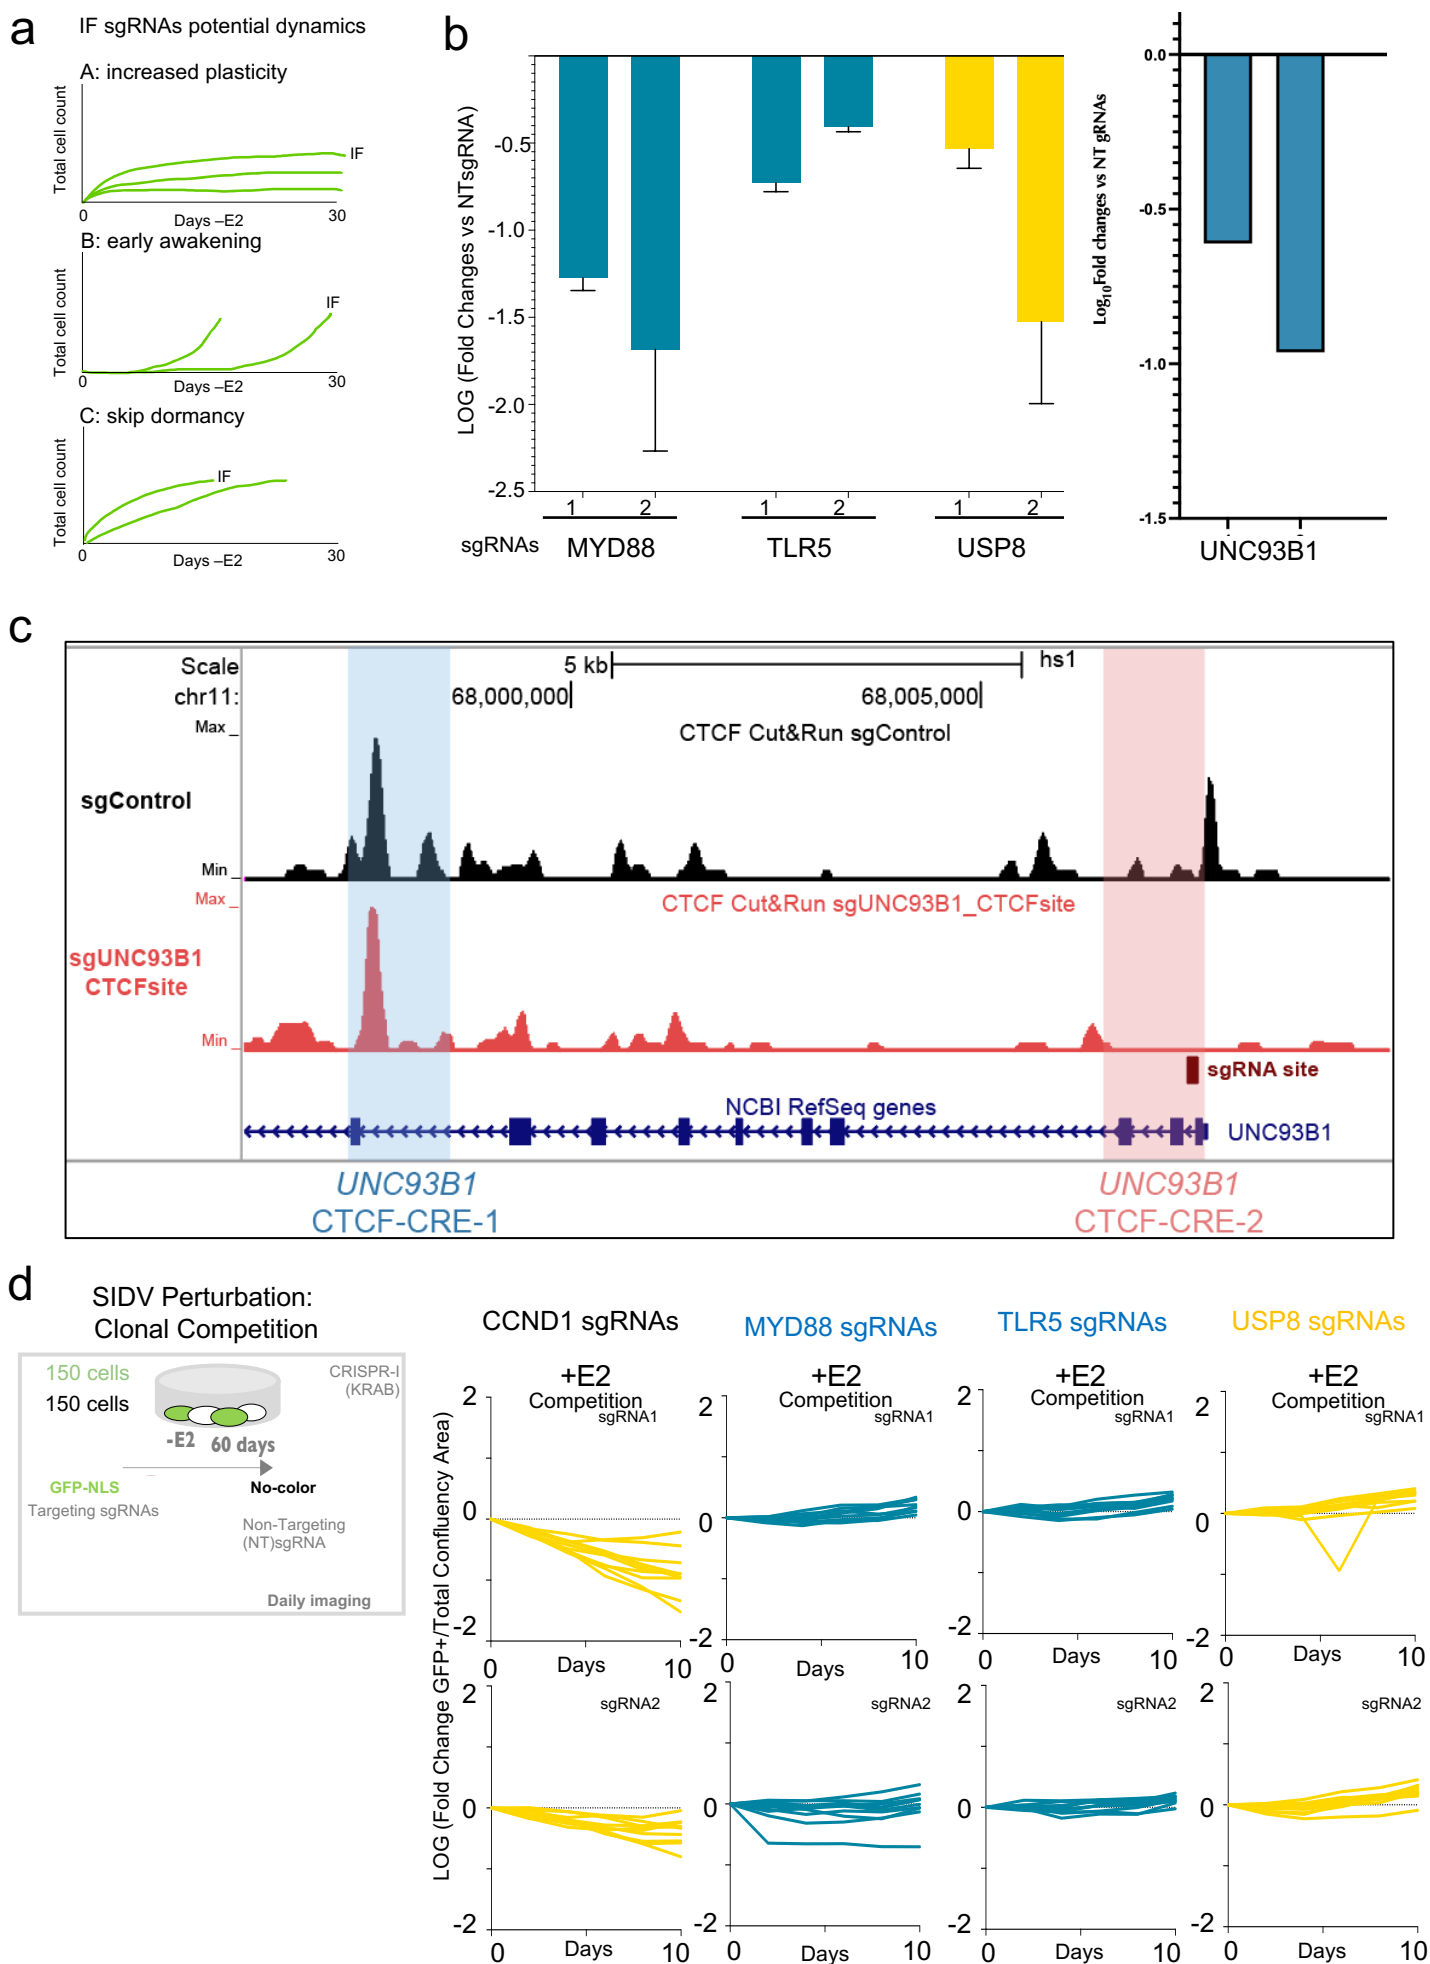 a
IF sgRNAs potential dynamics
A: increased plasticity
Total cell count
IF
0
30
Days –E2
B: early awakening
Total cell count
IF
0
30
Days –E2
C: skip dormancy
Total cell count
IF
0
30
Days –E2
b
LOG (Fold Changes vs NTsgRNA)
-0.5
-1.0
-1.5
-2.0
-2.5
1 2 1 2 1 2
sgRNAs MYD88 TLR5 USP8
Log10Fold changes vs NT gRNAs
0.0
-0.5
-1.0
-1.5
UNC93B1
c
Scale 5 kb hs1
chr11: 68,000,000 68,005,000
Max
CTCF Cut&Run sgControl
sgControl
Min
Max
CTCF Cut&Run sgUNC93B1_CTCFsite
sgUNC93B1
CTCFsite
Min
sgRNA site
NCBI RefSeq genes
UNC93B1
UNC93B1
CTCF-CRE-1
UNC93B1
CTCF-CRE-2
d
SIDV Perturbation:
Clonal Competition
150 cells
150 cells
CRISPR-I
(KRAB)
-E2 60 days
GFP-NLS
Targeting sgRNAs
No-color
Non-Targeting
(NT)sgRNA
Daily imaging
LOG (Fold Change GFP+/Total Confluency Area)
CCND1 sgRNAs
+E2
Competition
sgRNA1
2
0
-2
0 Days 10
MYD88 sgRNAs
+E2
Competition
sgRNA1
2
0
-2
0 Days 10
TLR5 sgRNAs
+E2
Competition
sgRNA1
2
0
-2
0 Days 10
USP8 sgRNAs
+E2
Competition
sgRNA1
2
0
-2
0 Days 10
sgRNA2
2
0
-2
0 Days 10
sgRNA2
2
0
-2
0 Days 10
sgRNA2
2
0
-2
0 Days 10
sgRNA2
2
0
-2
0 Days 10